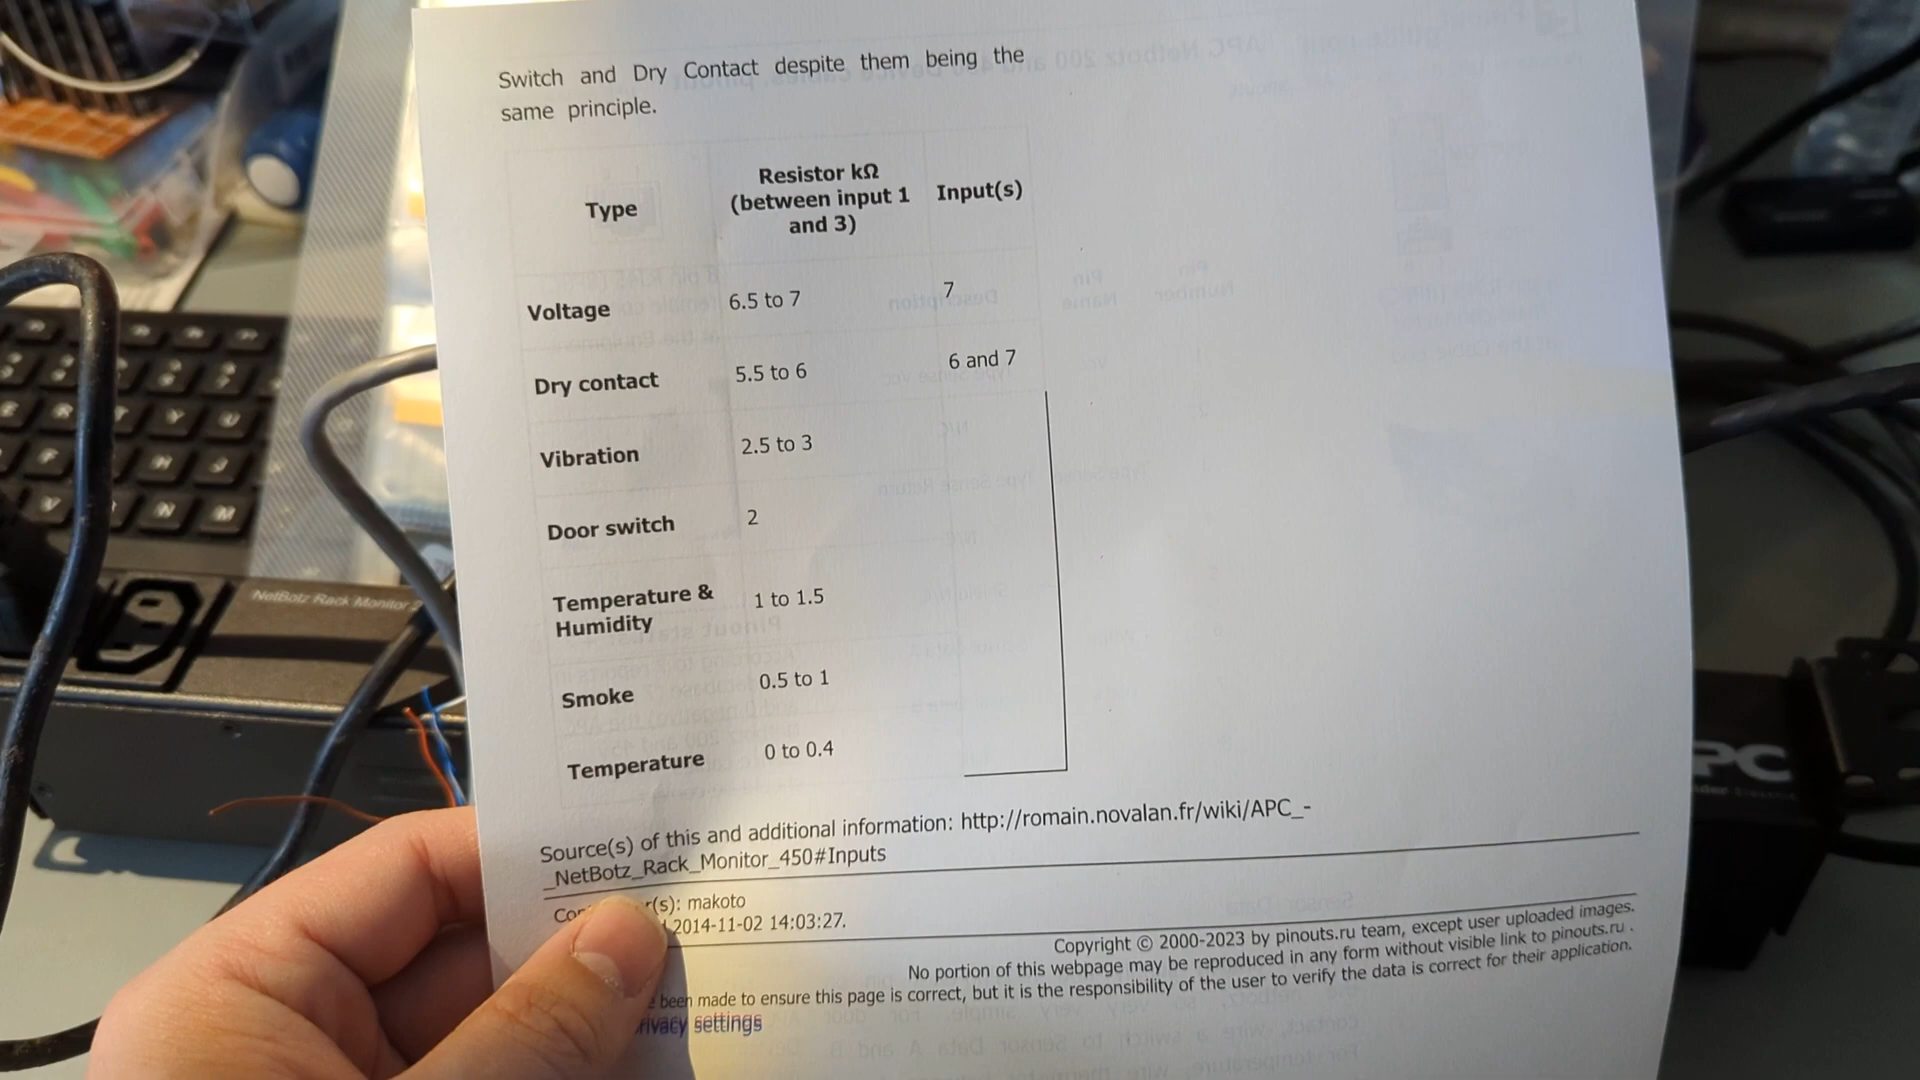 Switch and Dry Contact despite them being the
same principle.
Type
Resistor kΩ
(between input 1
and 3)
Input(s)
Voltage 6.5 to 7 7
Dry contact 5.5 to 6 6 and 7
Vibration 2.5 to 3
Door switch 2
Temperature &
Humidity
1 to 1.5
Smoke 0.5 to 1
Temperature 0 to 0.4
Source(s) of this and additional information: http://romain.novalan.fr/wiki/APC_-
_NetBotz_Rack_Monitor_450#Inputs
r(s): makoto
2014-11-02 14:03:27.
Copyright © 2000-2023 by pinouts.ru team, except user uploaded images.
No portion of this webpage may be reproduced in any form without visible link to pinouts.ru .
been made to ensure this page is correct, but it is the responsibility of the user to verify the data is correct for their application.
rivacy settings
NetBotz Rack Monitor 2
PC